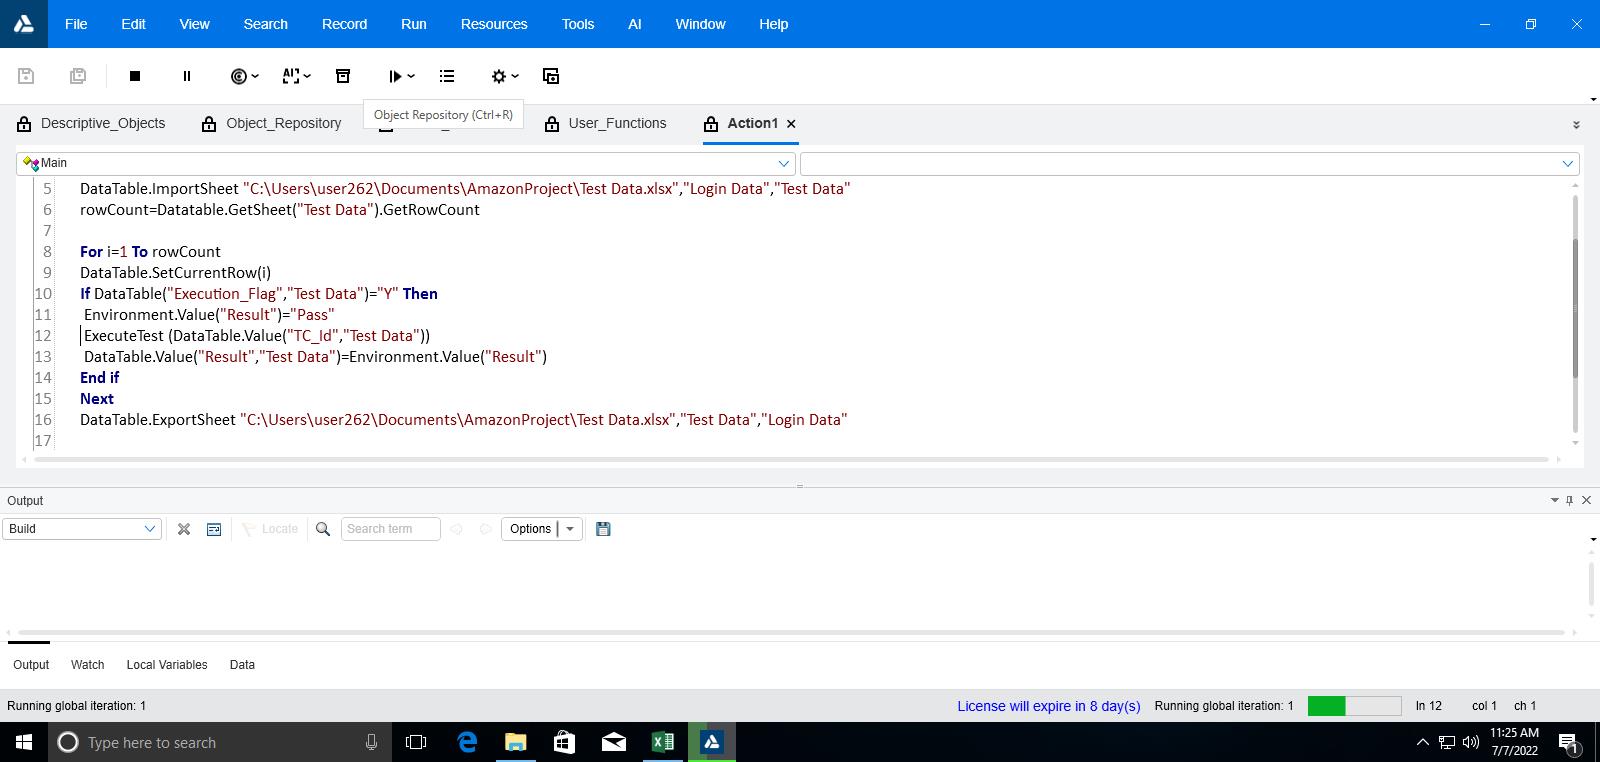 File Edit View Search Record Run Resources Tools AI Window Help
Object Repository (Ctrl+R)
Descriptive_Objects Object_Repository User_Functions Action1
Main
5 DataTable.ImportSheet "C:\Users\user262\Documents\AmazonProject\Test Data.xlsx","Login Data","Test Data"
6 rowCount=Datatable.GetSheet("Test Data").GetRowCount
7
8 For i=1 To rowCount
9 DataTable.SetCurrentRow(i)
10 If DataTable("Execution_Flag","Test Data")="Y" Then
11 Environment.Value("Result")="Pass"
12 ExecuteTest (DataTable.Value("TC_Id","Test Data"))
13 DataTable.Value("Result","Test Data")=Environment.Value("Result")
14 End if
15 Next
16 DataTable.ExportSheet "C:\Users\user262\Documents\AmazonProject\Test Data.xlsx","Test Data","Login Data"
17
Output
Build Locate Search term Options
Output Watch Local Variables Data
Running global iteration: 1 License will expire in 8 day(s) Running global iteration: 1 ln 12 col 1 ch 1
Type here to search 11:25 AM
7/7/2022 1